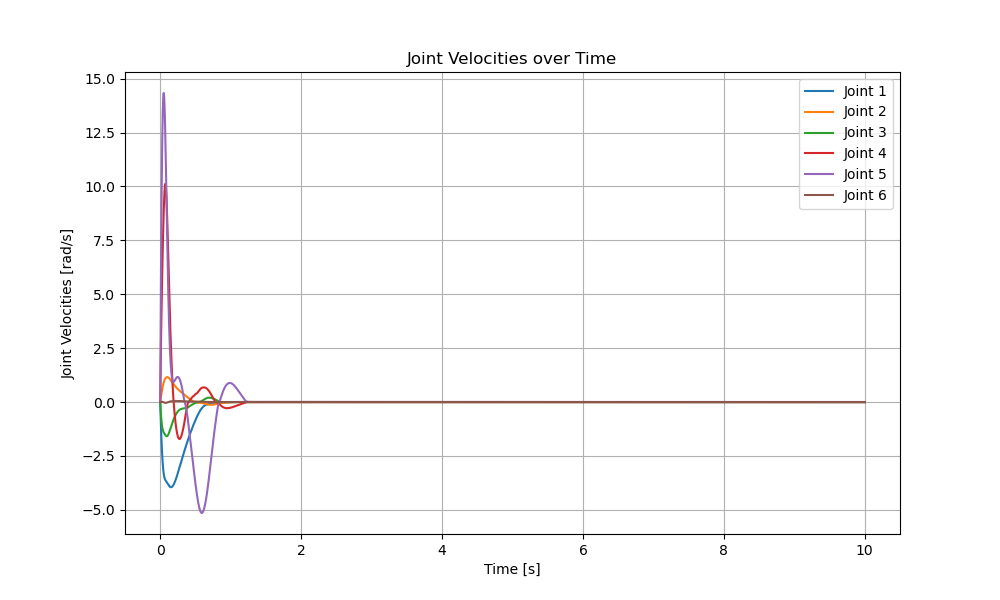 Joint Velocities over Time
Joint Velocities [rad/s]
15.0
12.5
10.0
7.5
5.0
2.5
0.0
−2.5
−5.0
Joint 1
Joint 2
Joint 3
Joint 4
Joint 5
Joint 6
0 2 4 6 8 10
Time [s]